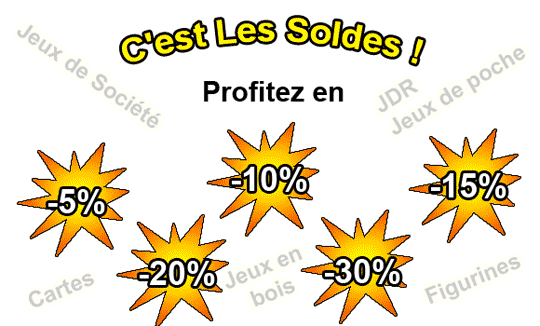 C'est Les Soldes !
Jeux de Société
Profitez en
JDR
Jeux de poche
-5%
-10%
-15%
-20%
-30%
Cartes
Jeux en
bois
Figurines